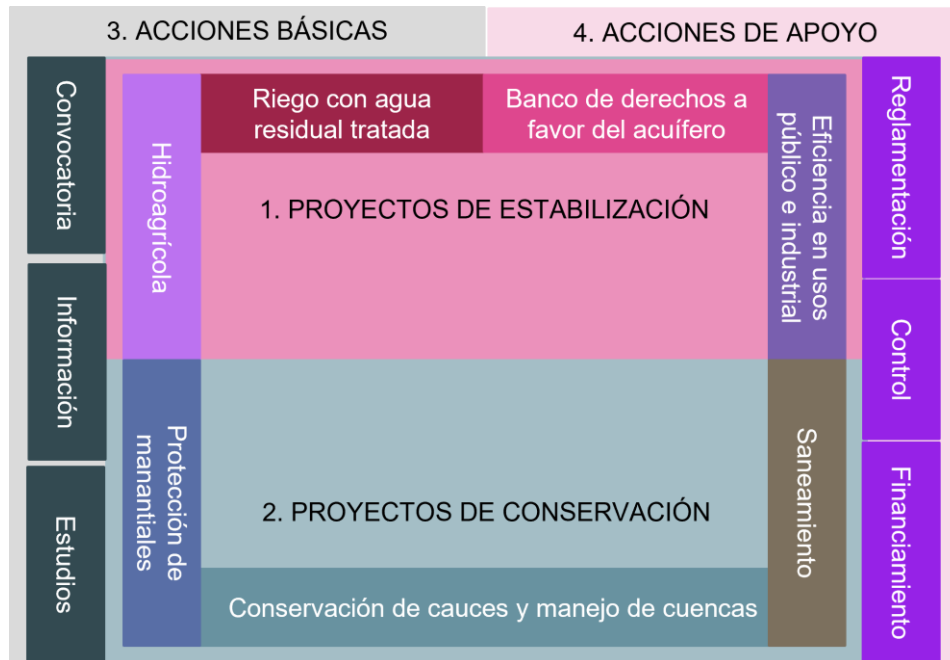 3. ACCIONES BÁSICAS
4. ACCIONES DE APOYO
Convocatoria
Información
Estudios
Hidroagrícola
Riego con agua
residual tratada
Banco de derechos a
favor del acuífero
Eficiencia en usos
público e industrial
1. PROYECTOS DE ESTABILIZACIÓN
Protección de
manantiales
2. PROYECTOS DE CONSERVACIÓN
Saneamiento
Conservación de cauces y manejo de cuencas
Reglamentación
Control
Financiamiento